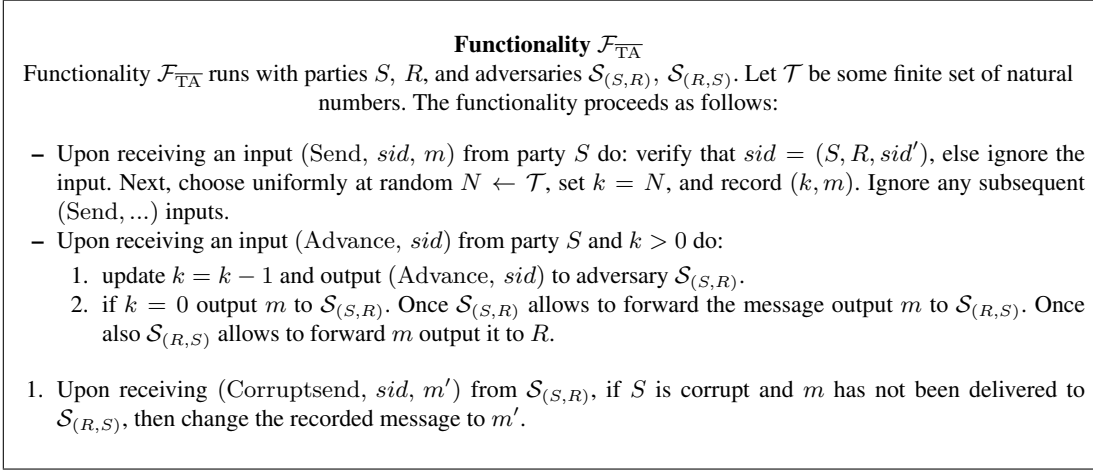 Functionality $\mathcal{F}_{\overline{\mathrm{TA}}}$
Functionality $\mathcal{F}_{\overline{\mathrm{TA}}}$ runs with parties $S$, $R$, and adversaries $\mathcal{S}_{(S,R)}$, $\mathcal{S}_{(R,S)}$. Let $\mathcal{T}$ be some finite set of natural
numbers. The functionality proceeds as follows:
– Upon receiving an input (Send, $sid$, $m$) from party $S$ do: verify that $sid = (S, R, sid')$, else ignore the
input. Next, choose uniformly at random $N \leftarrow \mathcal{T}$, set $k = N$, and record $(k, m)$. Ignore any subsequent
(Send, ...) inputs.
– Upon receiving an input (Advance, $sid$) from party $S$ and $k > 0$ do:
1. update $k = k - 1$ and output (Advance, $sid$) to adversary $\mathcal{S}_{(S,R)}$.
2. if $k = 0$ output $m$ to $\mathcal{S}_{(S,R)}$. Once $\mathcal{S}_{(S,R)}$ allows to forward the message output $m$ to $\mathcal{S}_{(R,S)}$. Once
also $\mathcal{S}_{(R,S)}$ allows to forward $m$ output it to $R$.
1. Upon receiving (Corruptsend, $sid$, $m'$) from $\mathcal{S}_{(S,R)}$, if $S$ is corrupt and $m$ has not been delivered to
$\mathcal{S}_{(R,S)}$, then change the recorded message to $m'$.